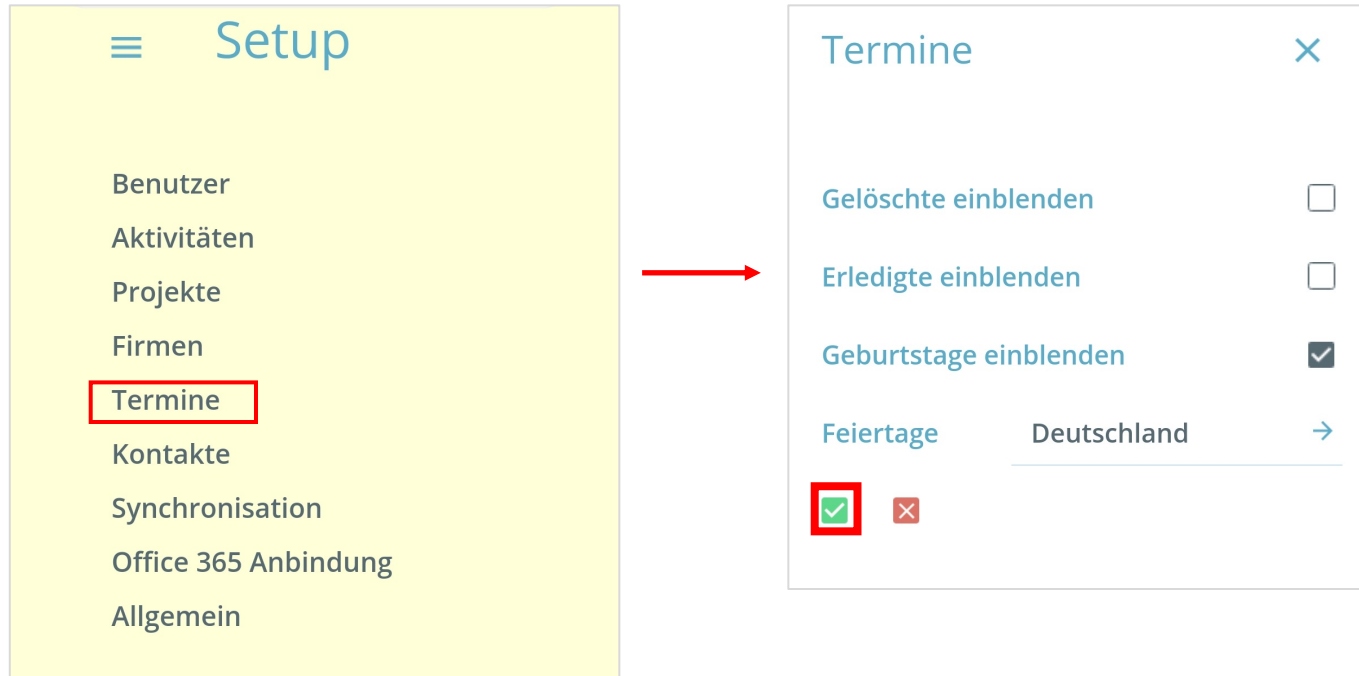 Setup
Benutzer
Aktivitäten
Projekte
Firmen
Termine
Kontakte
Synchronisation
Office 365 Anbindung
Allgemein
Termine
Gelöschte einblenden
Erledigte einblenden
Geburtstage einblenden
Feiertage Deutschland